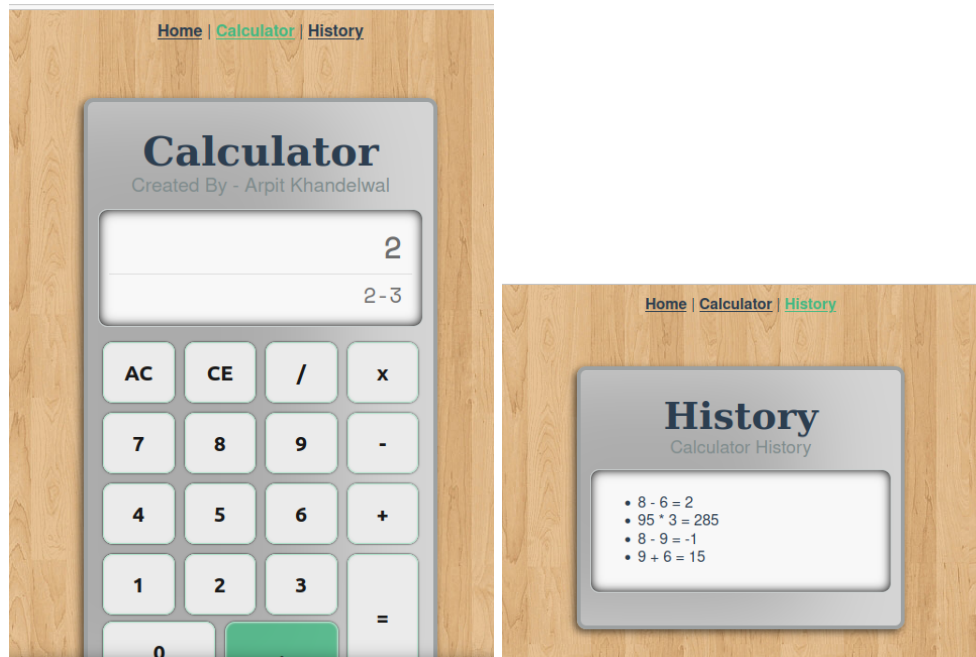 Home | Calculator | History
Calculator
Created By - Arpit Khandelwal
2
2-3
AC CE / x
7 8 9 -
4 5 6 +
1 2 3
=
0 .
Home | Calculator | History
History
Calculator History
• 8 - 6 = 2
• 95 * 3 = 285
• 8 - 9 = -1
• 9 + 6 = 15